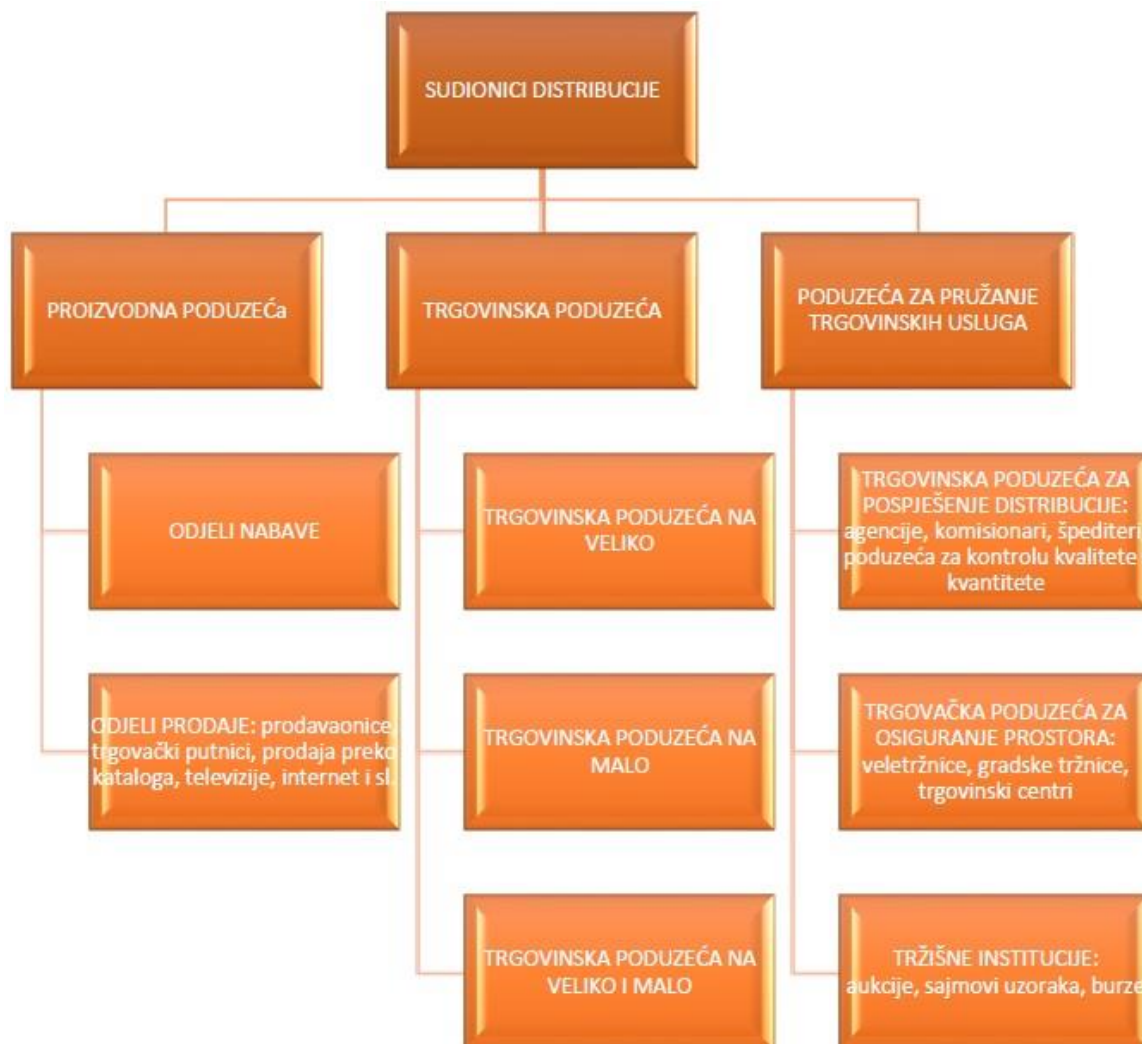 SUDIONICI DISTRIBUCIJE
PROIZVODNA PODUZEĆa
TRGOVINSKA PODUZEĆA
PODUZEĆA ZA PRUŽANJE
TRGOVINSKIH USLUGA
ODJELI NABAVE
ODJELI PRODAJE: prodavaonice,
trgovački putnici, prodaja preko
kataloga, televizije, internet i sl.
TRGOVINSKA PODUZEĆA NA
VELIKO
TRGOVINSKA PODUZEĆA NA
MALO
TRGOVINSKA PODUZEĆA NA
VELIKO I MALO
TRGOVINSKA PODUZEĆA ZA
POSPJEŠENJE DISTRIBUCIJE:
agencije, komisionari, špediteri
poduzeća za kontrolu kvalitete
kvantitete
TRGOVAČKA PODUZEĆA ZA
OSIGURANJE PROSTORA:
veletržnice, gradske tržnice,
trgovinski centri
TRŽIŠNE INSTITUCIJE:
aukcije, sajmovi uzoraka, burze